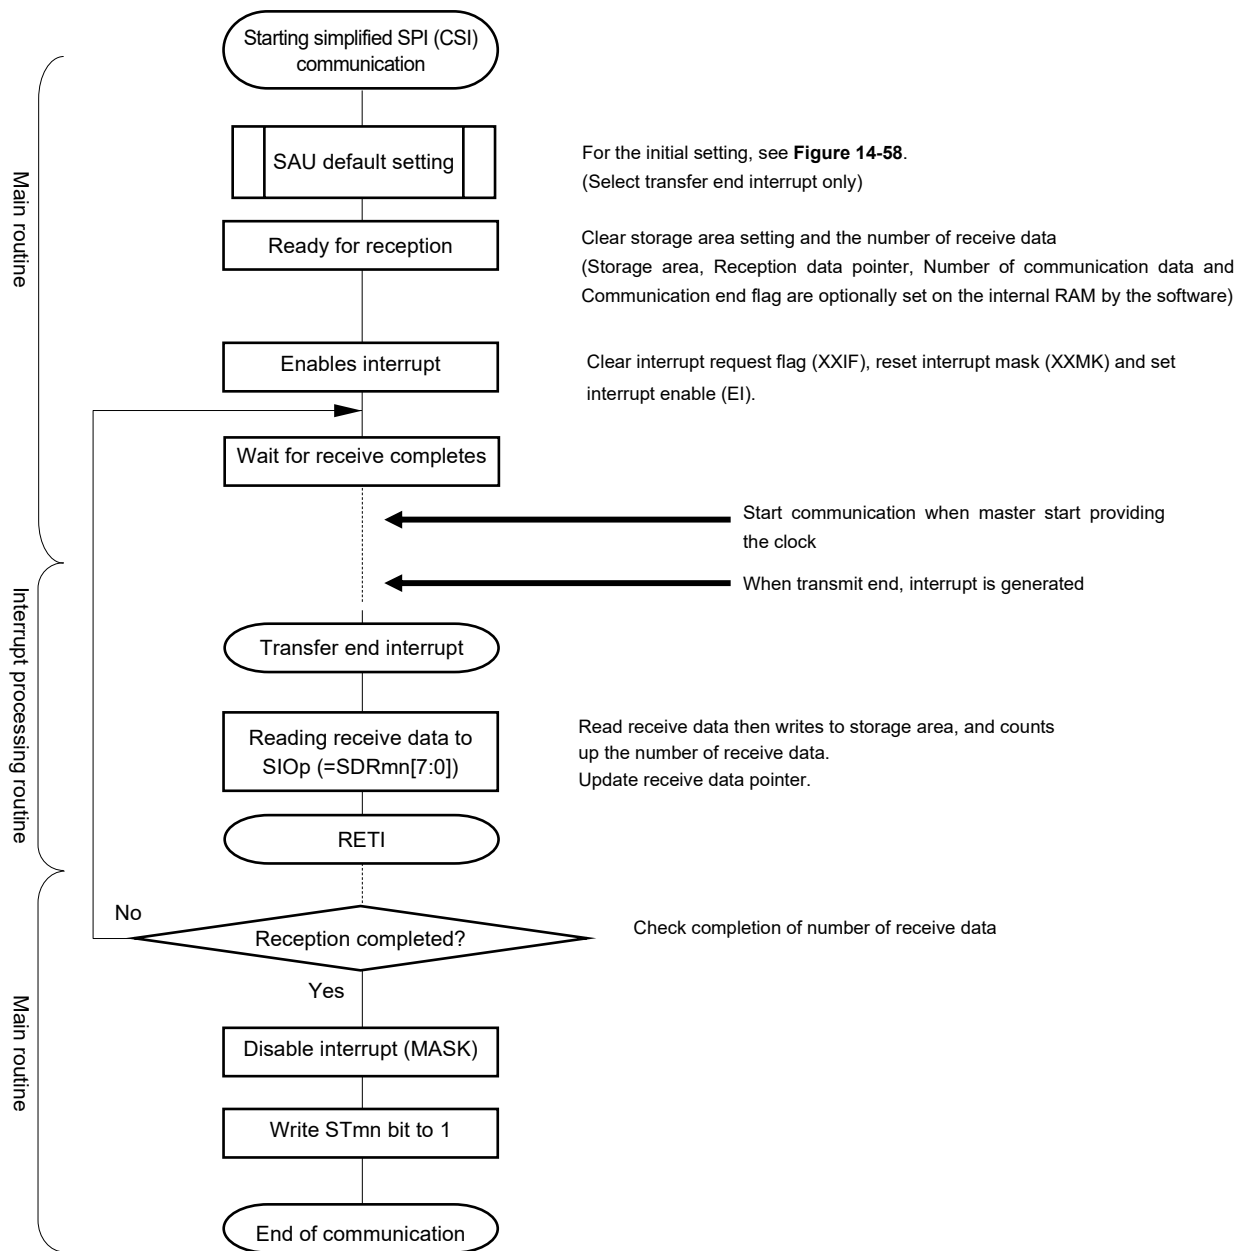 Starting simplified SPI (CSI)
communication
Main routine
SAU default setting
For the initial setting, see Figure 14-58.
(Select transfer end interrupt only)
Ready for reception
Clear storage area setting and the number of receive data
(Storage area, Reception data pointer, Number of communication data and
Communication end flag are optionally set on the internal RAM by the software)
Enables interrupt
Clear interrupt request flag (XXIF), reset interrupt mask (XXMK) and set
interrupt enable (EI).
Wait for receive completes
Start communication when master start providing
the clock
When transmit end, interrupt is generated
Interrupt processing routine
Transfer end interrupt
Reading receive data to
SIOp (=SDRmn[7:0])
Read receive data then writes to storage area, and counts
up the number of receive data.
Update receive data pointer.
RETI
No
Reception completed?
Check completion of number of receive data
Yes
Main routine
Disable interrupt (MASK)
Write STmn bit to 1
End of communication